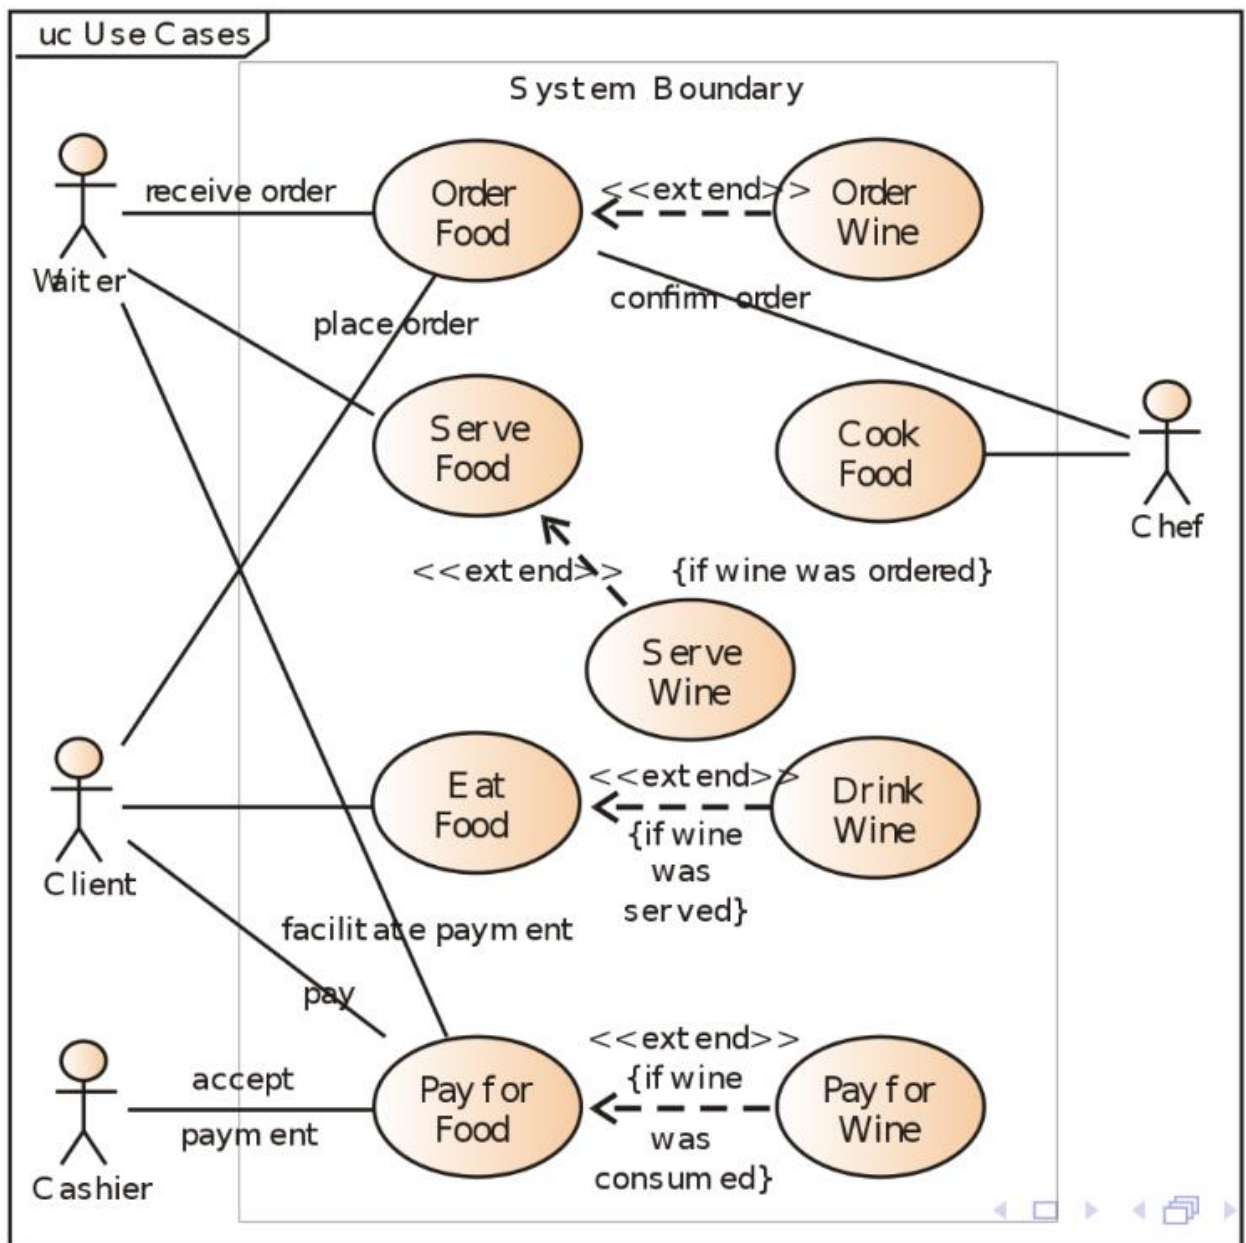 uc Use Cases
System Boundary
receive order
Order
Food
<<extend>>
Order
Wine
Waiter
place order
confirm order
Serve
Food
Cook
Food
Chef
<<extend>>
{if wine was ordered}
Serve
Wine
Client
Eat
Food
<<extend>>
{if wine
was
served}
Drink
Wine
facilitate payment
pay
accept
payment
Cashier
Pay for
Food
<<extend>>
{if wine
was
consumed}
Pay for
Wine